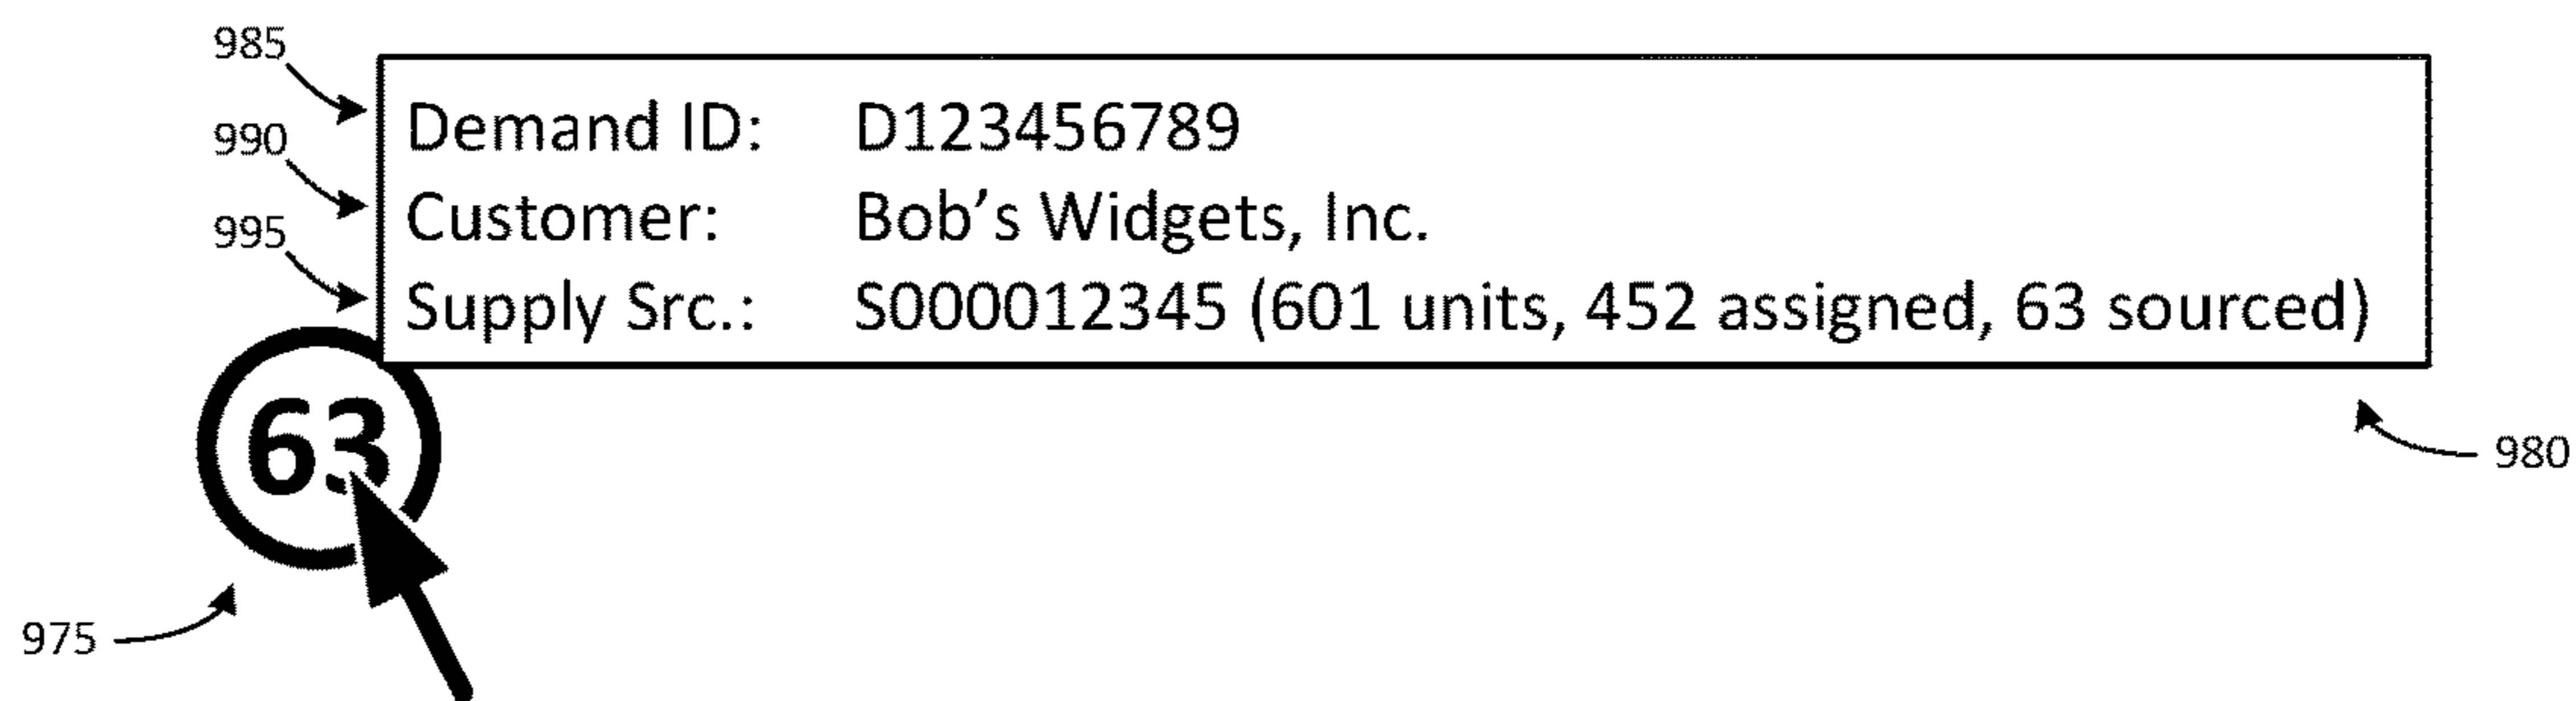 985
Demand ID: D123456789
990
Customer: Bob’s Widgets, Inc.
995
Supply Src.: S000012345 (601 units, 452 assigned, 63 sourced)
63
980
975